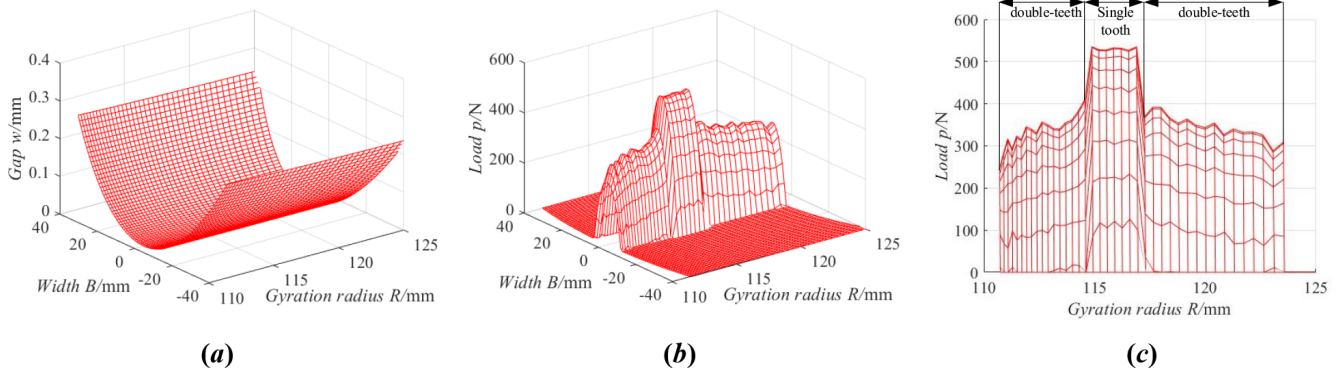 0.4
0.3
0.2
0.1
0
Gap w/mm
40
20
0
-20
-40
Width B/mm
110
115
120
125
Gyration radius R/mm
(a)
600
400
200
0
Load p/N
40
20
0
-20
-40
Width B/mm
110
115
120
125
Gyration radius R/mm
(b)
double-teeth
Single
tooth
double-teeth
600
500
400
300
200
100
0
Load p/N
110
115
120
125
Gyration radius R/mm
(c)